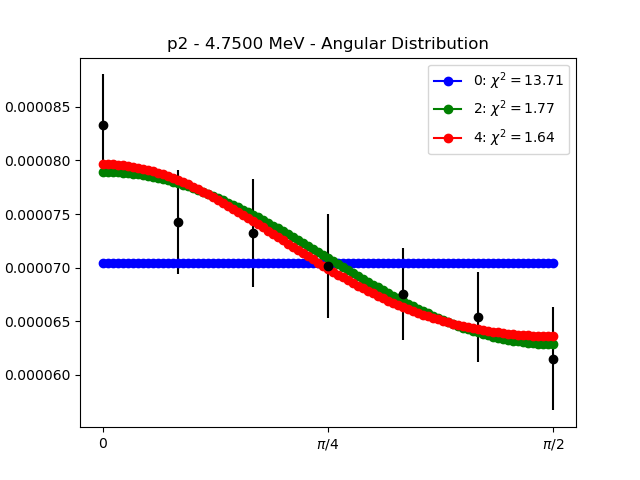 p2 - 4.7500 MeV - Angular Distribution
0: χ² = 13.71
2: χ² = 1.77
4: χ² = 1.64
0.000085
0.000080
0.000075
0.000070
0.000065
0.000060
0
π/4
π/2